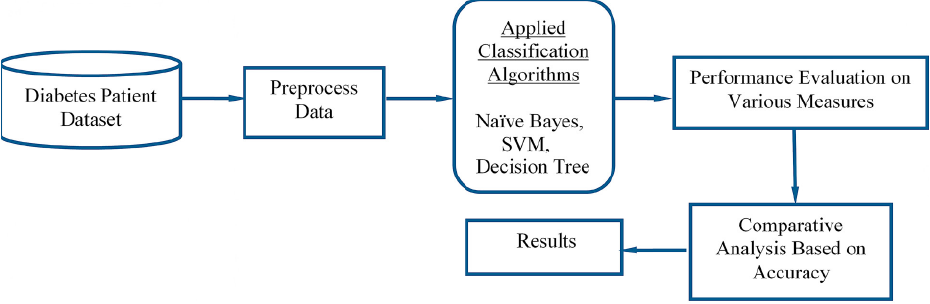 Diabetes Patient
Dataset
Preprocess
Data
Applied
Classification
Algorithms
Naïve Bayes,
SVM,
Decision Tree
Performance Evaluation on
Various Measures
Comparative
Analysis Based on
Accuracy
Results